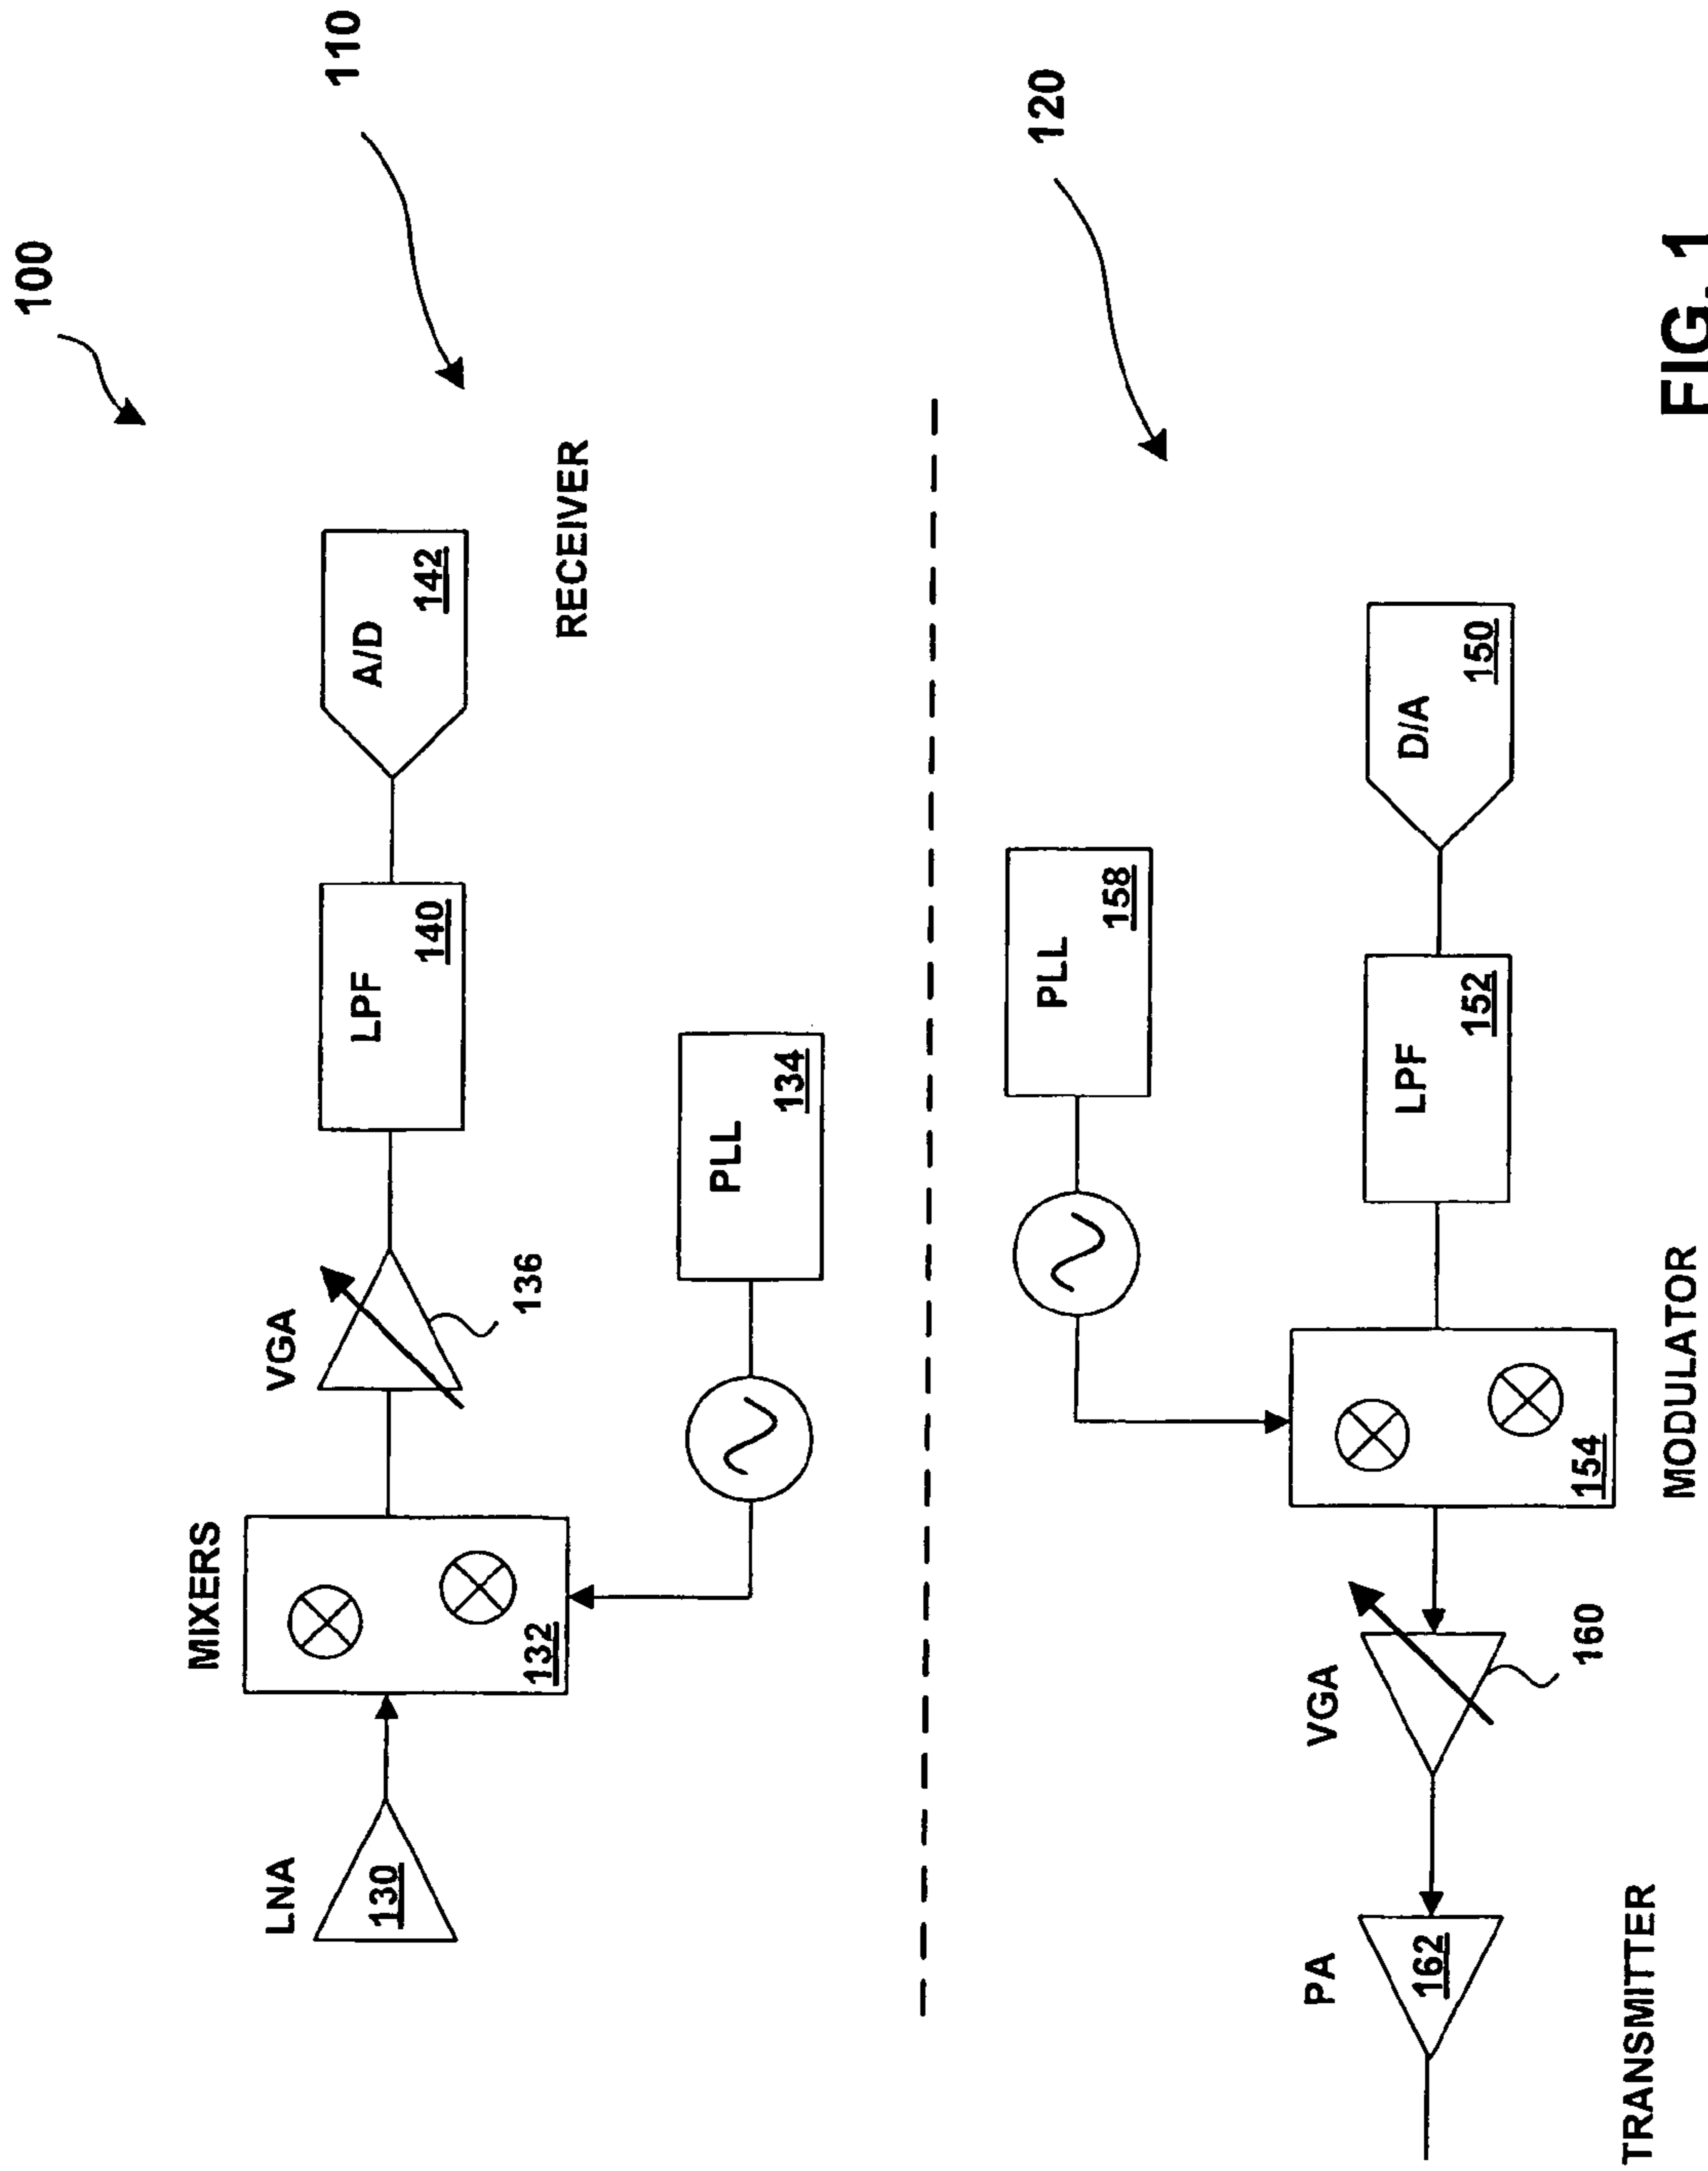 100
110
LNA
130
MIXERS
132
VGA
136
LPF
140
A/D
142
PLL
134
RECEIVER
120
PLL
158
PA
162
VGA
160
154
MODULATOR
LPF
152
D/A
150
TRANSMITTER
FIG. 1